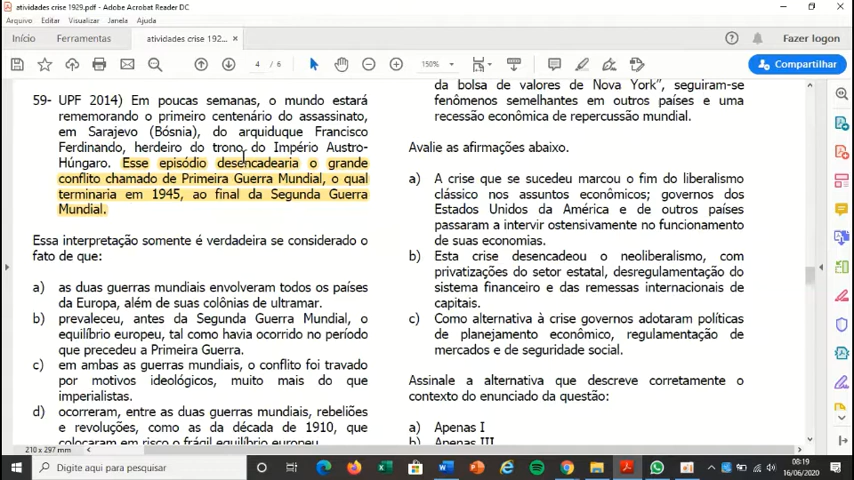 atividades crise 1929.pdf - Adobe Acrobat Reader DC
Arquivo Editar Visualizar Janela Ajuda
Início Ferramentas atividades crise 192... × Fazer logon
4 / 6 150% Compartilhar
59- UPF 2014) Em poucas semanas, o mundo estará
rememorando o primeiro centenário do assassinato,
em Sarajevo (Bósnia), do arquiduque Francisco
Ferdinando, herdeiro do trono do Império Austro-
Húngaro. Esse episódio desencadearia o grande
conflito chamado de Primeira Guerra Mundial, o qual
terminaria em 1945, ao final da Segunda Guerra
Mundial.
Essa interpretação somente é verdadeira se considerado o
fato de que:
a) as duas guerras mundiais envolveram todos os países
da Europa, além de suas colônias de ultramar.
b) prevaleceu, antes da Segunda Guerra Mundial, o
equilíbrio europeu, tal como havia ocorrido no período
que precedeu a Primeira Guerra.
c) em ambas as guerras mundiais, o conflito foi travado
por motivos ideológicos, muito mais do que
imperialistas.
d) ocorreram, entre as duas guerras mundiais, rebeliões
e revoluções, como as da década de 1910, que
colocaram em risco o frágil equilíbrio europeu
da bolsa de valores de Nova York", seguiram-se
fenômenos semelhantes em outros países e uma
recessão econômica de repercussão mundial.
Avalie as afirmações abaixo.
a) A crise que se sucedeu marcou o fim do liberalismo
clássico nos assuntos econômicos; governos dos
Estados Unidos da América e de outros países
passaram a intervir ostensivamente no funcionamento
de suas economias.
b) Esta crise desencadeou o neoliberalismo, com
privatizações do setor estatal, desregulamentação do
sistema financeiro e das remessas internacionais de
capitais.
c) Como alternativa à crise governos adotaram políticas
de planejamento econômico, regulamentação de
mercados e de seguridade social.
Assinale a alternativa que descreve corretamente o
contexto do enunciado da questão:
a) Apenas I
b) Apenas III
210 x 297 mm
Digite aqui para pesquisar
08:19
16/06/2020